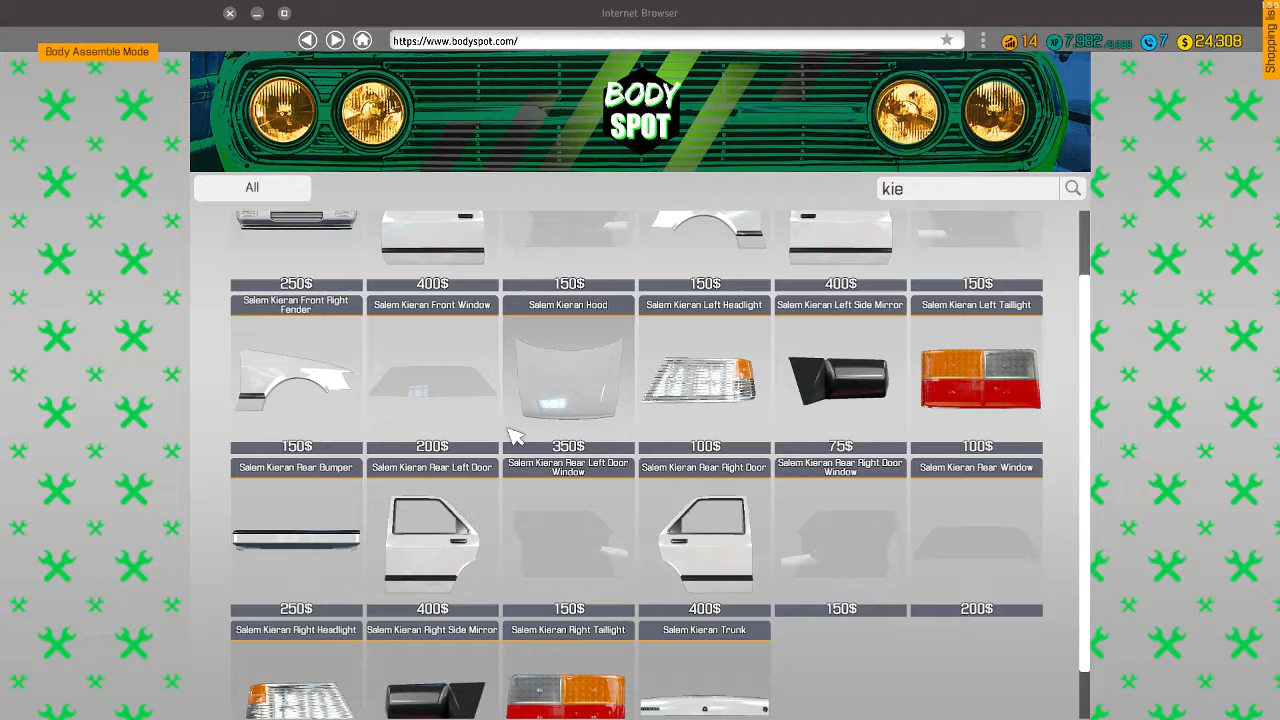 Internet Browser
Body Assemble Mode
https://www.bodyspot.com/
14
7,982
7
$ 24,308
Shopping list
BODY
SPOT
All
kie
250$ 400$ 150$ 150$ 400$ 150$
Salem Kieran Front Right
Fender
Salem Kieran Front Window
Salem Kieran Hood
Salem Kieran Left Headlight
Salem Kieran Left Side Mirror
Salem Kieran Left Taillight
150$ 200$ 350$ 100$ 75$ 100$
Salem Kieran Rear Bumper
Salem Kieran Rear Left Door
Salem Kieran Rear Left Door
Window
Salem Kieran Rear Right Door
Salem Kieran Rear Right Door
Window
Salem Kieran Rear Window
250$ 400$ 150$ 400$ 150$ 200$
Salem Kieran Right Headlight
Salem Kieran Right Side Mirror
Salem Kieran Right Taillight
Salem Kieran Trunk